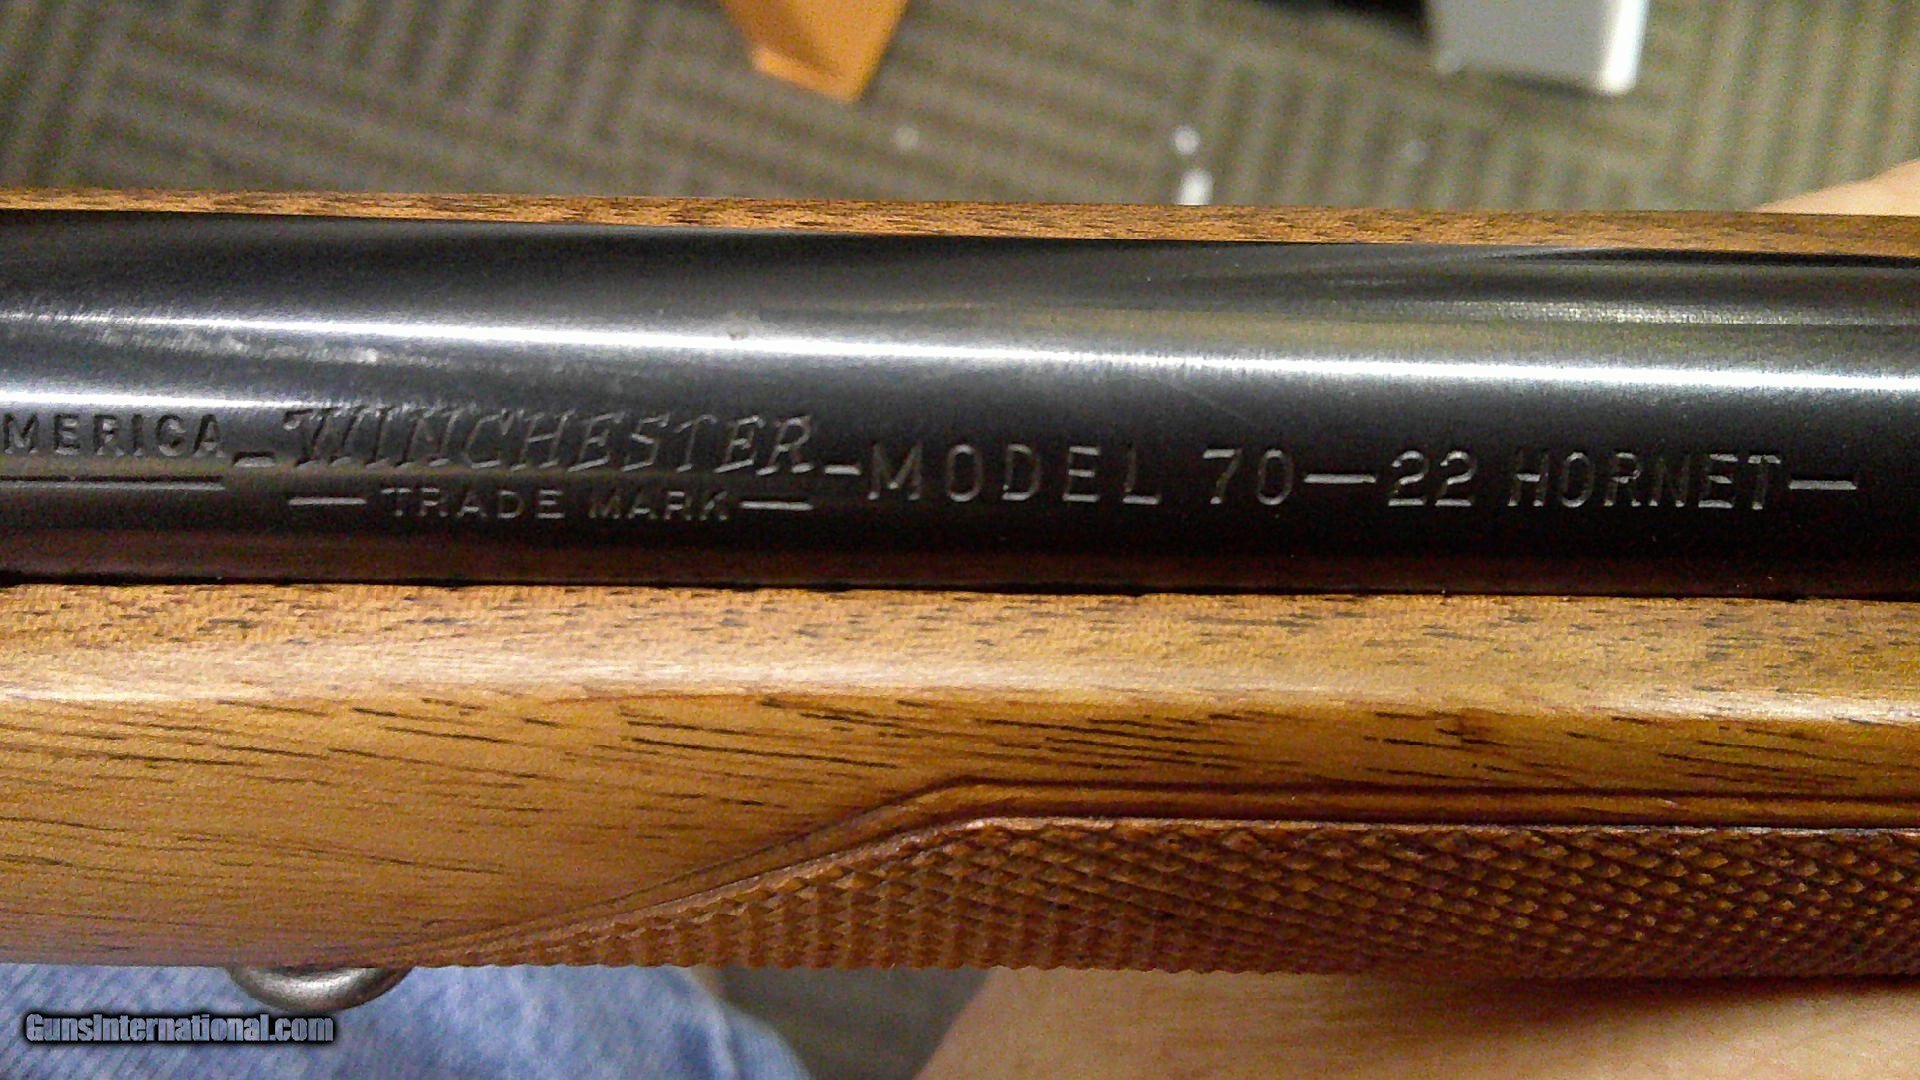 MERICA - WINCHESTER - MODEL 70 — 22 HORNET —
— TRADE MARK —
GunsInternational.com